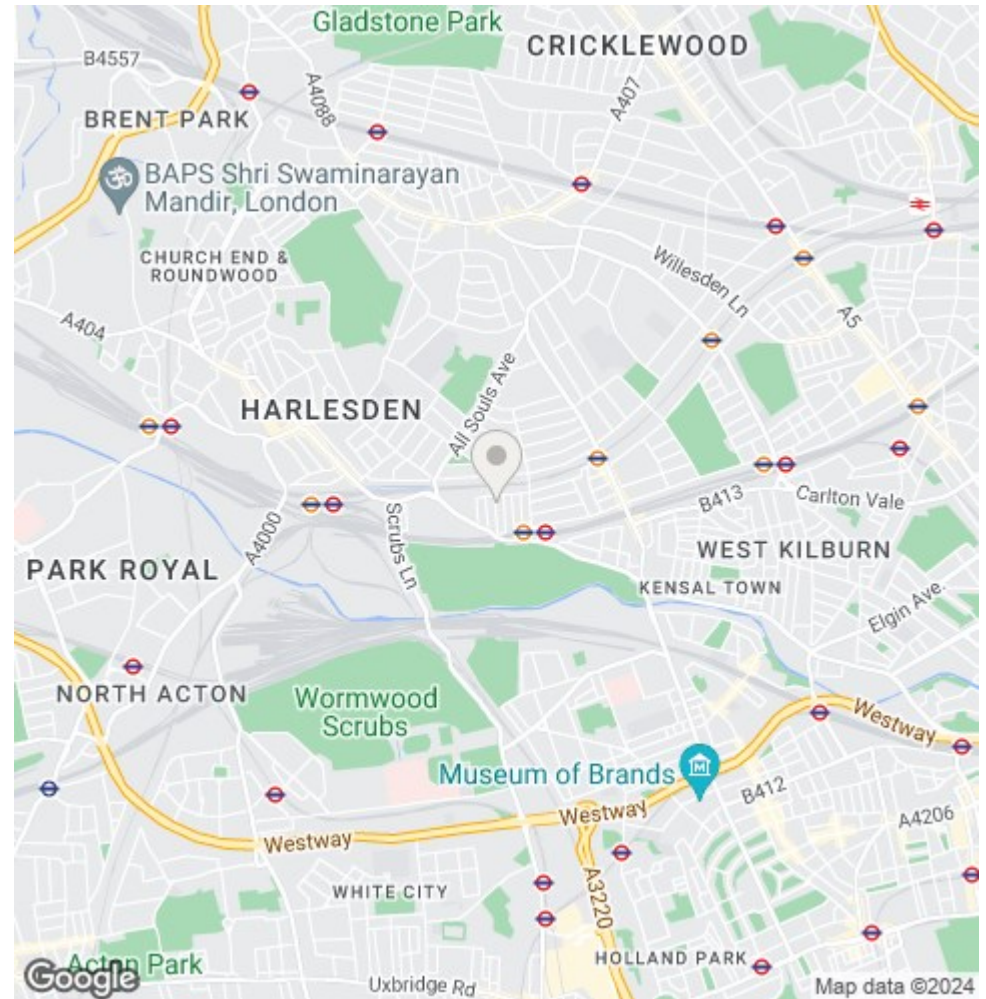 Gladstone Park
CRICKLEWOOD
B4557
A4088
A407
BRENT PARK
BAPS Shri Swaminarayan
Mandir, London
CHURCH END &
ROUNDWOOD
Willesden Ln
A404
A5
All Souls Ave
HARLESDEN
Scrubs Ln
A4000
B413
Carlton Vale
WEST KILBURN
PARK ROYAL
KENSAL TOWN
Elgin Ave.
NORTH ACTON
Wormwood
Scrubs
Westway
Museum of Brands
B412
Westway
A4206
Westway
WHITE CITY
A3220
HOLLAND PARK
Acton Park
Google
Uxbridge Rd
Map data ©2024